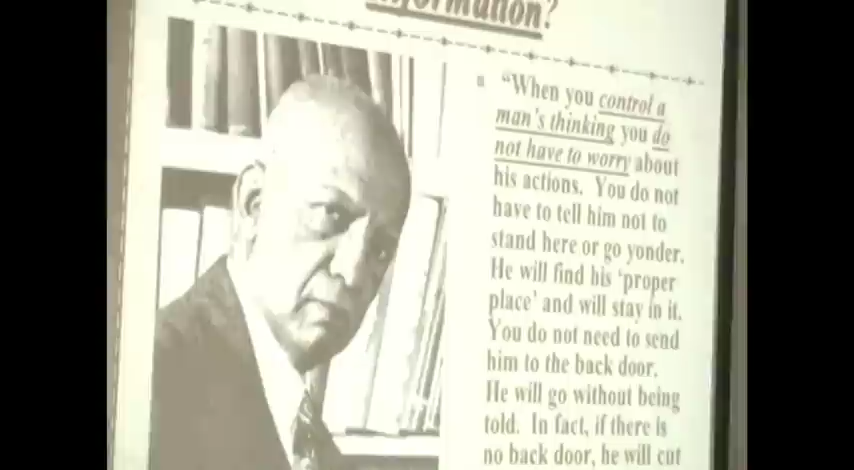 formation?
"When you control a
man's thinking you do
not have to worry about
his actions. You do not
have to tell him not to
stand here or go yonder.
He will find his 'proper
place' and will stay in it.
You do not need to send
him to the back door.
He will go without being
told. In fact, if there is
no back door, he will cut